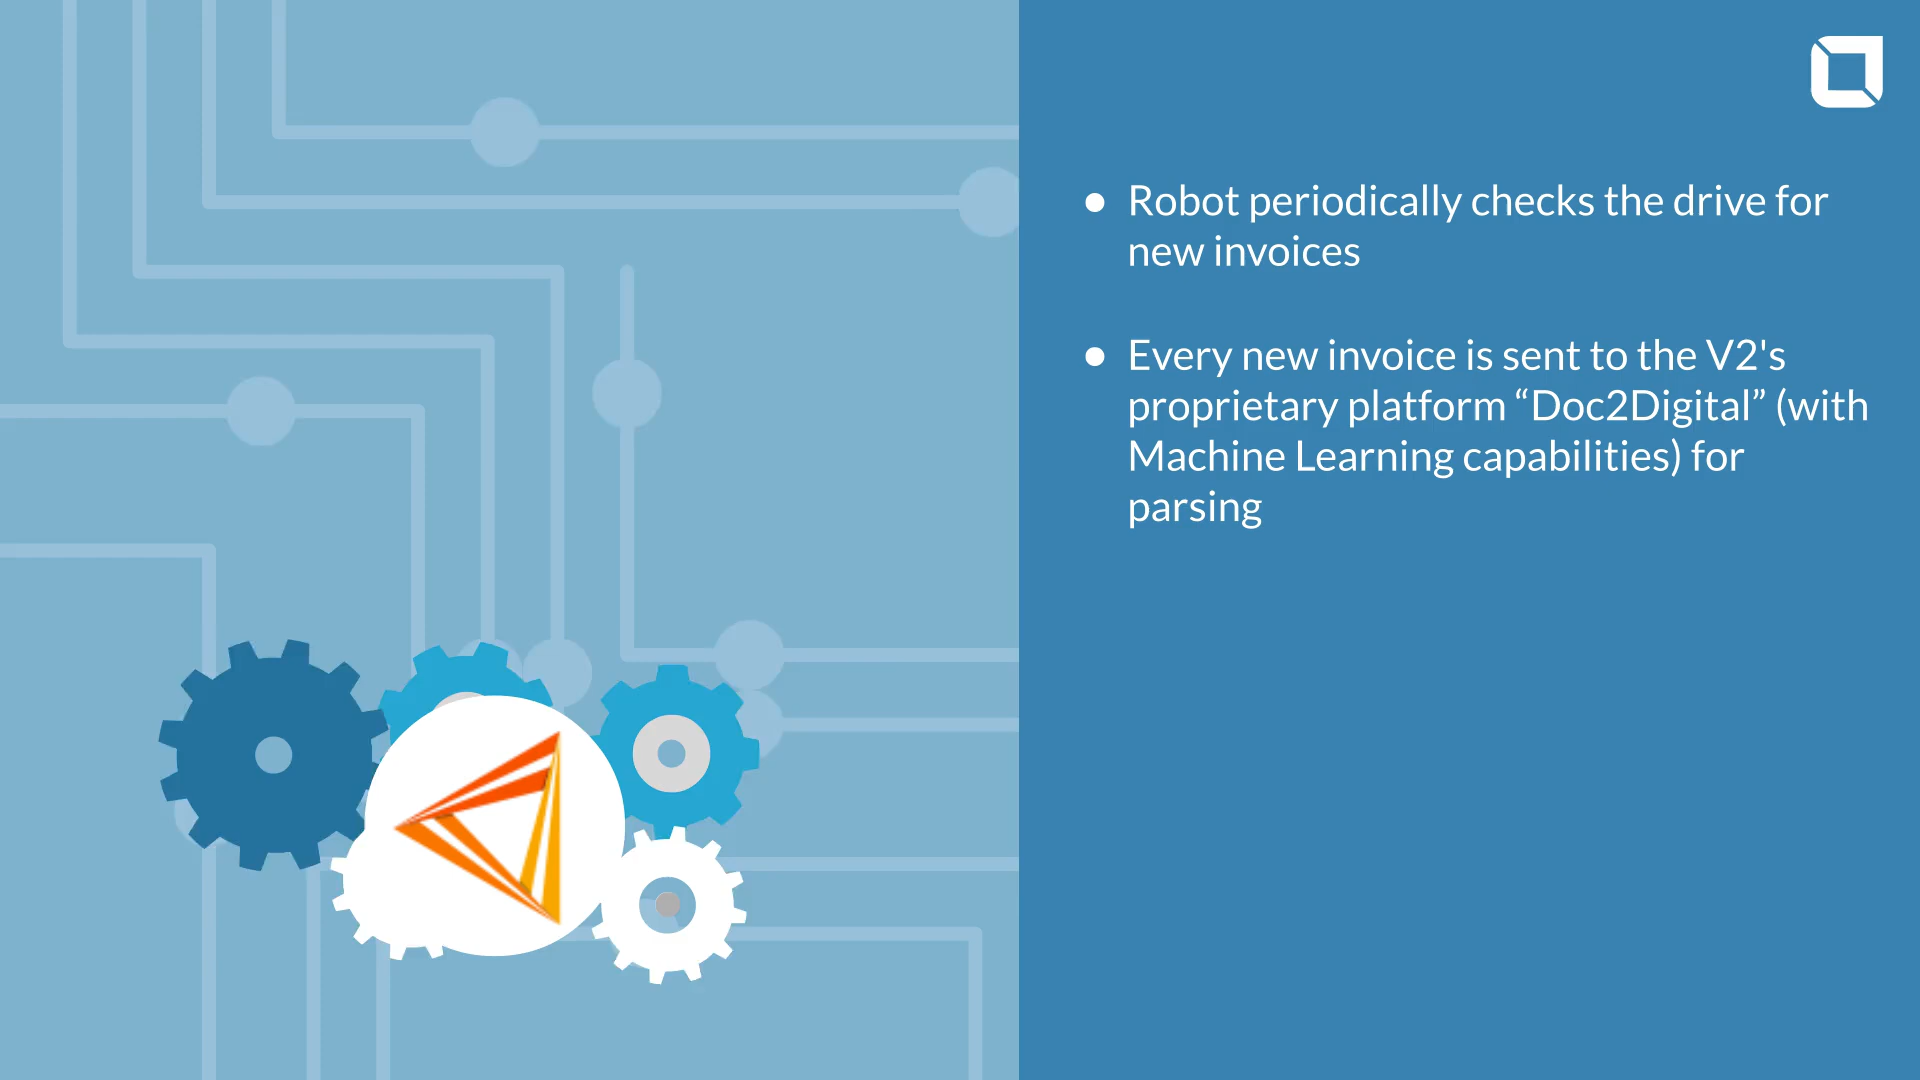 ● Robot periodically checks the drive for
new invoices
● Every new invoice is sent to the V2's
proprietary platform “Doc2Digital” (with
Machine Learning capabilities) for
parsing